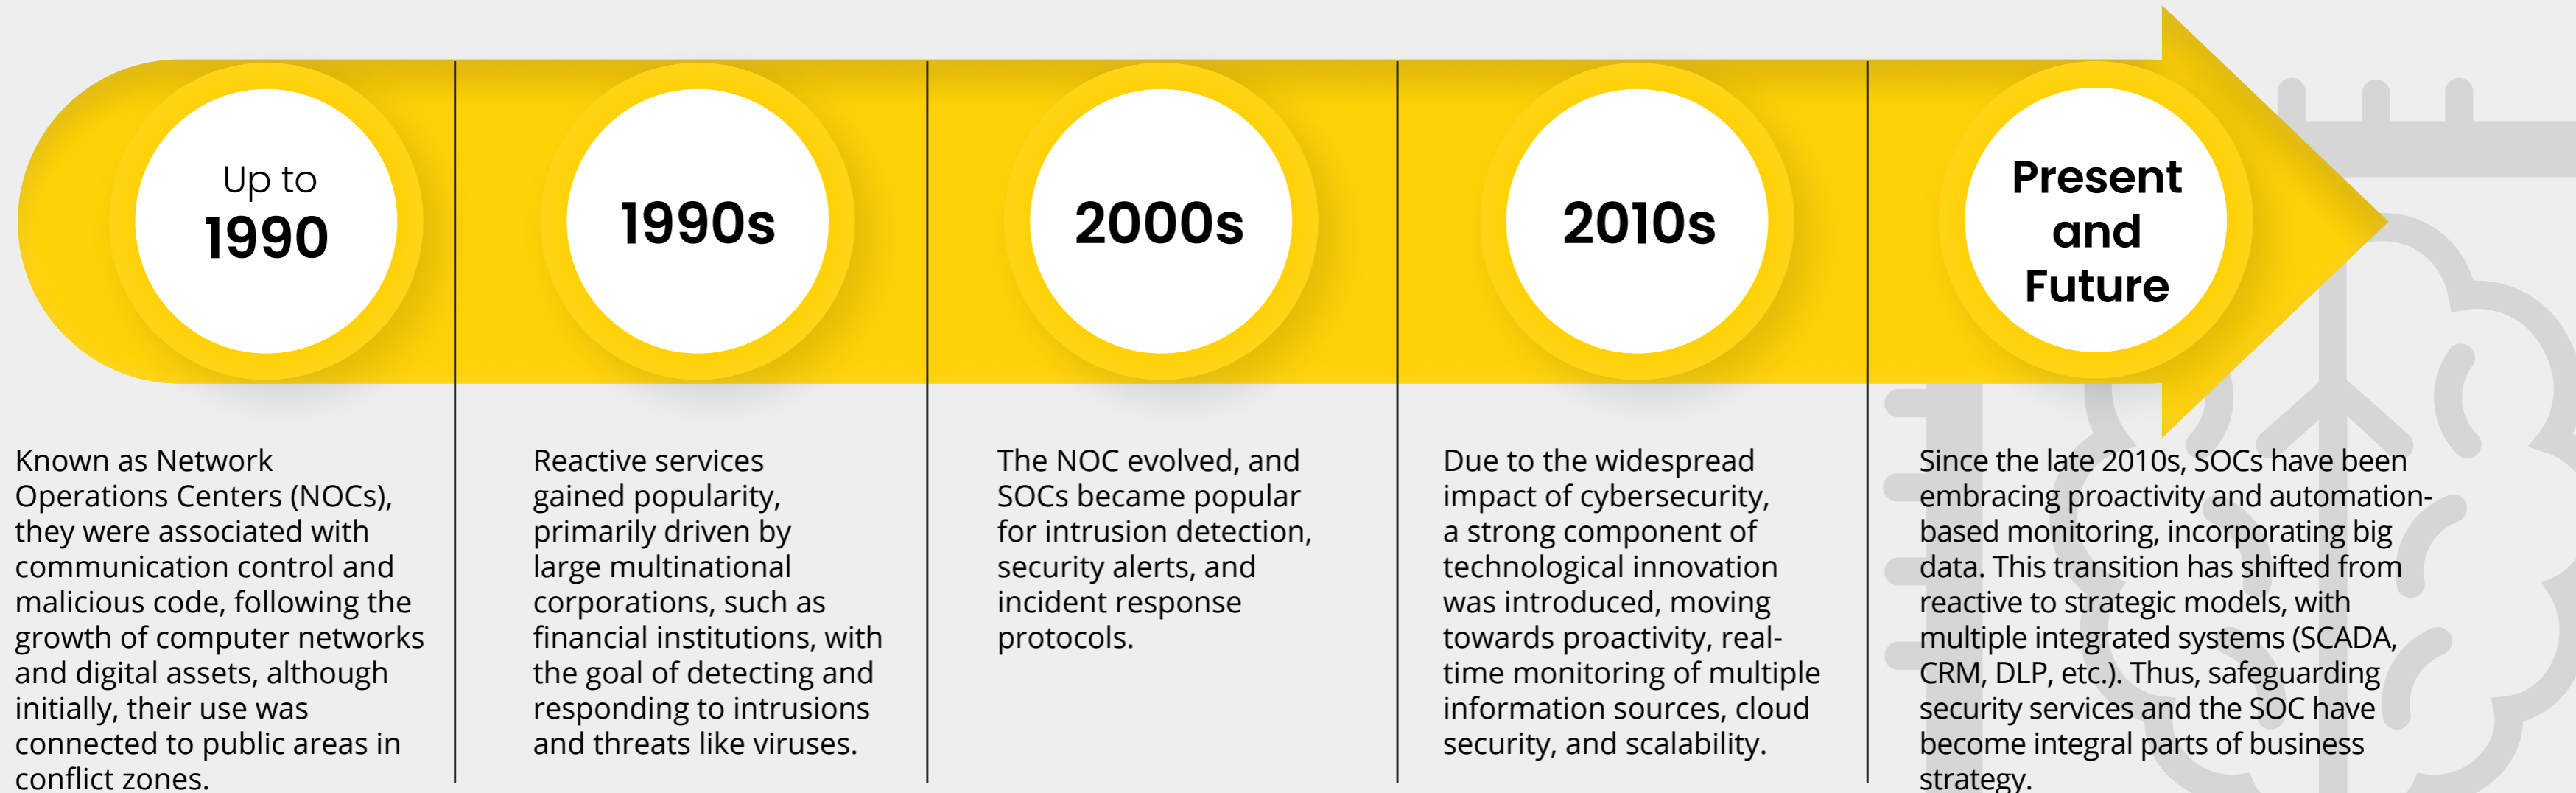 Up to
1990
1990s
2000s
2010s
Present
and
Future
Known as Network
Operations Centers (NOCs),
they were associated with
communication control and
malicious code, following the
growth of computer networks
and digital assets, although
initially, their use was
connected to public areas in
conflict zones.
Reactive services
gained popularity,
primarily driven by
large multinational
corporations, such as
financial institutions, with
the goal of detecting and
responding to intrusions
and threats like viruses.
The NOC evolved, and
SOCs became popular
for intrusion detection,
security alerts, and
incident response
protocols.
Due to the widespread
impact of cybersecurity,
a strong component of
technological innovation
was introduced, moving
towards proactivity, real-
time monitoring of multiple
information sources, cloud
security, and scalability.
Since the late 2010s, SOCs have been
embracing proactivity and automation-
based monitoring, incorporating big
data. This transition has shifted from
reactive to strategic models, with
multiple integrated systems (SCADA,
CRM, DLP, etc.). Thus, safeguarding
security services and the SOC have
become integral parts of business
strategy.